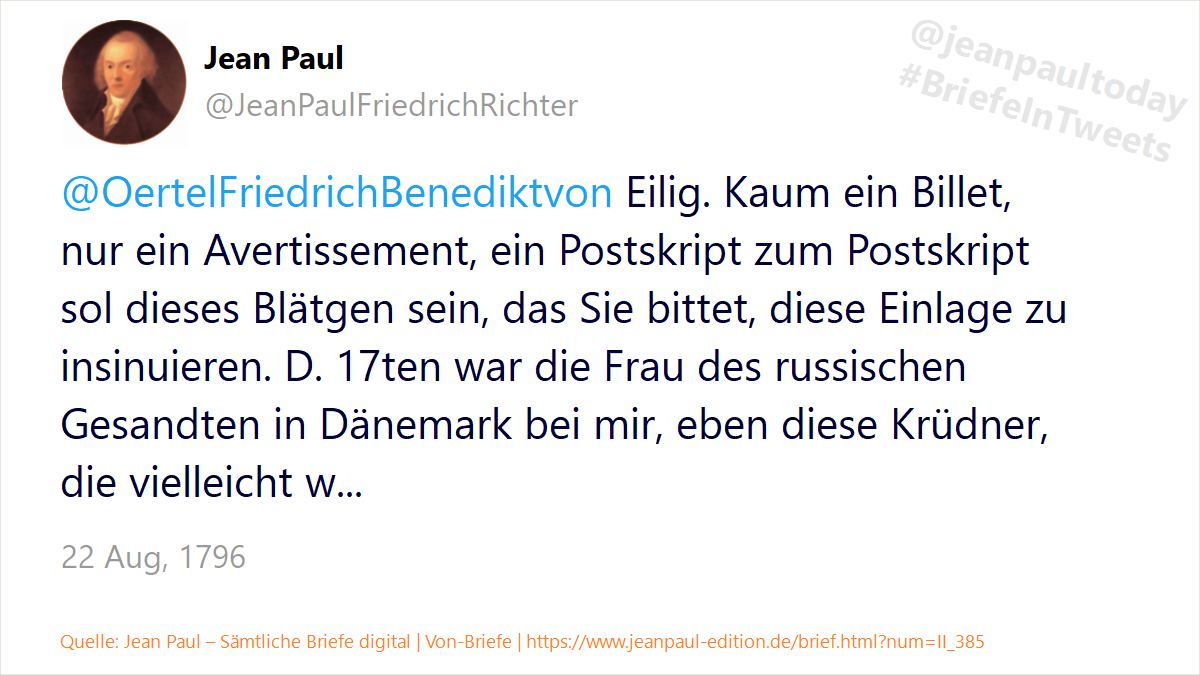 Jean Paul
@JeanPaulFriedrichRichter
@jeanpaultoday
#BriefeInTweets
@OertelFriedrichBenediktvon Eilig. Kaum ein Billet,
nur ein Avertissement, ein Postskript zum Postskript
sol dieses Blätgen sein, das Sie bittet, diese Einlage zu
insinuieren. D. 17ten war die Frau des russischen
Gesandten in Dänemark bei mir, eben diese Krüdner,
die vielleicht w...
22 Aug, 1796
Quelle: Jean Paul – Sämtliche Briefe digital | Von-Briefe | https://www.jeanpaul-edition.de/brief.html?num=II_385